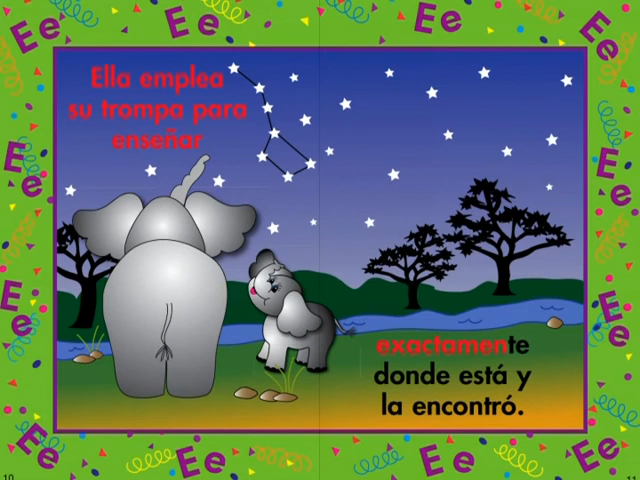 Ee Ee Ee Ee
Ella emplea
su trompa para
enseñar
Ee Ee
Ee Ee
exactamente
donde está y
la encontró.
Ee Ee Ee Ee
10 11